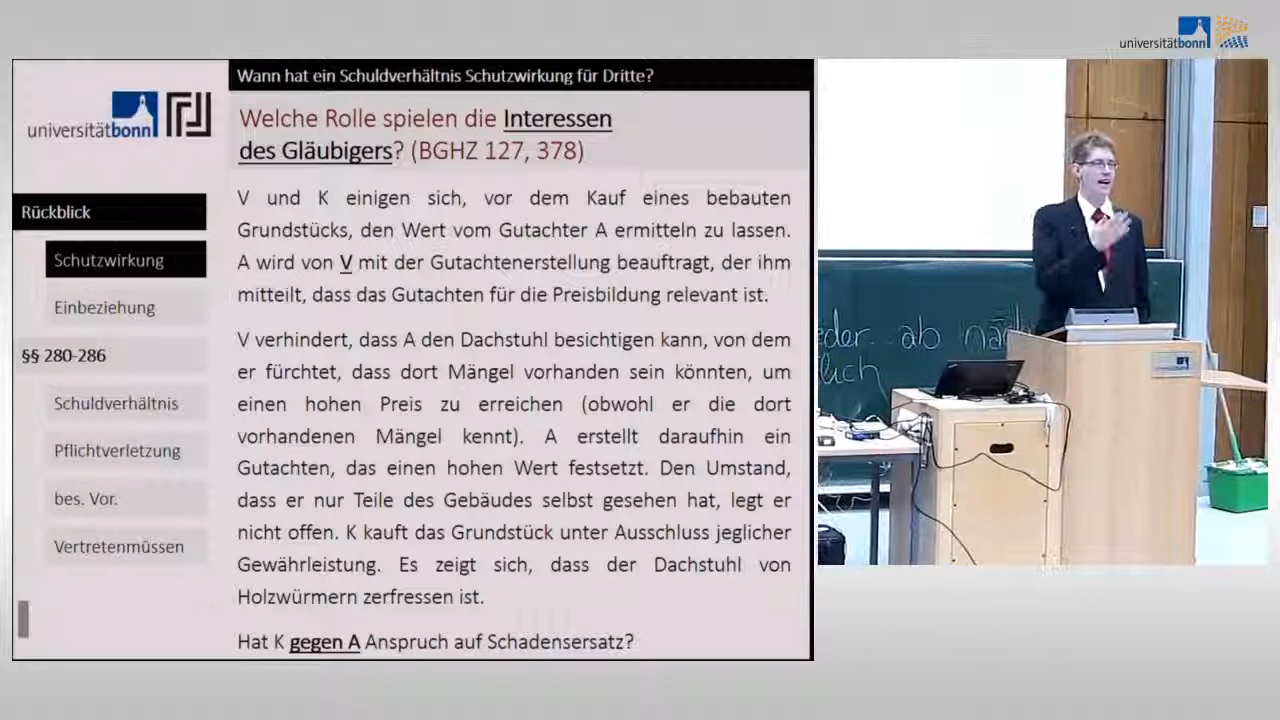 universitätbonn
Wann hat ein Schuldverhältnis Schutzwirkung für Dritte?
universitätbonn
Welche Rolle spielen die Interessen
des Gläubigers? (BGHZ 127, 378)
Rückblick
Schutzwirkung
Einbeziehung
§§ 280-286
Schuldverhältnis
Pflichtverletzung
bes. Vor.
Vertretenmüssen
V und K einigen sich, vor dem Kauf eines bebauten
Grundstücks, den Wert vom Gutachter A ermitteln zu lassen.
A wird von V mit der Gutachtenerstellung beauftragt, der ihm
mitteilt, dass das Gutachten für die Preisbildung relevant ist.
V verhindert, dass A den Dachstuhl besichtigen kann, von dem
er fürchtet, dass dort Mängel vorhanden sein könnten, um
einen hohen Preis zu erreichen (obwohl er die dort
vorhandenen Mängel kennt). A erstellt daraufhin ein
Gutachten, das einen hohen Wert festsetzt. Den Umstand,
dass er nur Teile des Gebäudes selbst gesehen hat, legt er
nicht offen. K kauft das Grundstück unter Ausschluss jeglicher
Gewährleistung. Es zeigt sich, dass der Dachstuhl von
Holzwürmern zerfressen ist.
Hat K gegen A Anspruch auf Schadensersatz?
ab